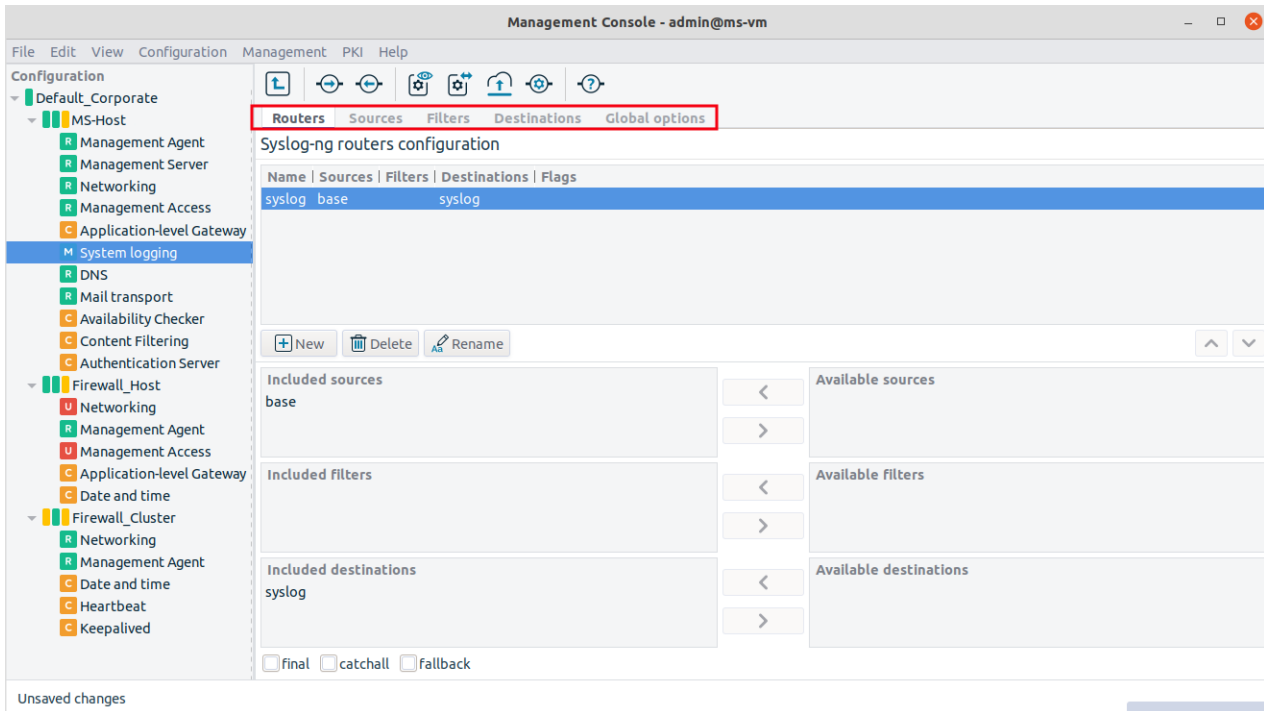 Management Console - admin@ms-vm
File Edit View Configuration Management PKI Help
Configuration
Default_Corporate
MS-Host
R Management Agent
R Management Server
R Networking
R Management Access
C Application-level Gateway
M System logging
R DNS
R Mail transport
C Availability Checker
C Content Filtering
C Authentication Server
Firewall_Host
U Networking
R Management Agent
U Management Access
C Application-level Gateway
C Date and time
Firewall_Cluster
R Networking
R Management Agent
C Date and time
C Heartbeat
C Keepalived
Routers Sources Filters Destinations Global options
Syslog-ng routers configuration
Name | Sources | Filters | Destinations | Flags
syslog base syslog
New Delete Aa Rename
Included sources
base
Available sources
Included filters
Available filters
Included destinations
syslog
Available destinations
final catchall fallback
Unsaved changes